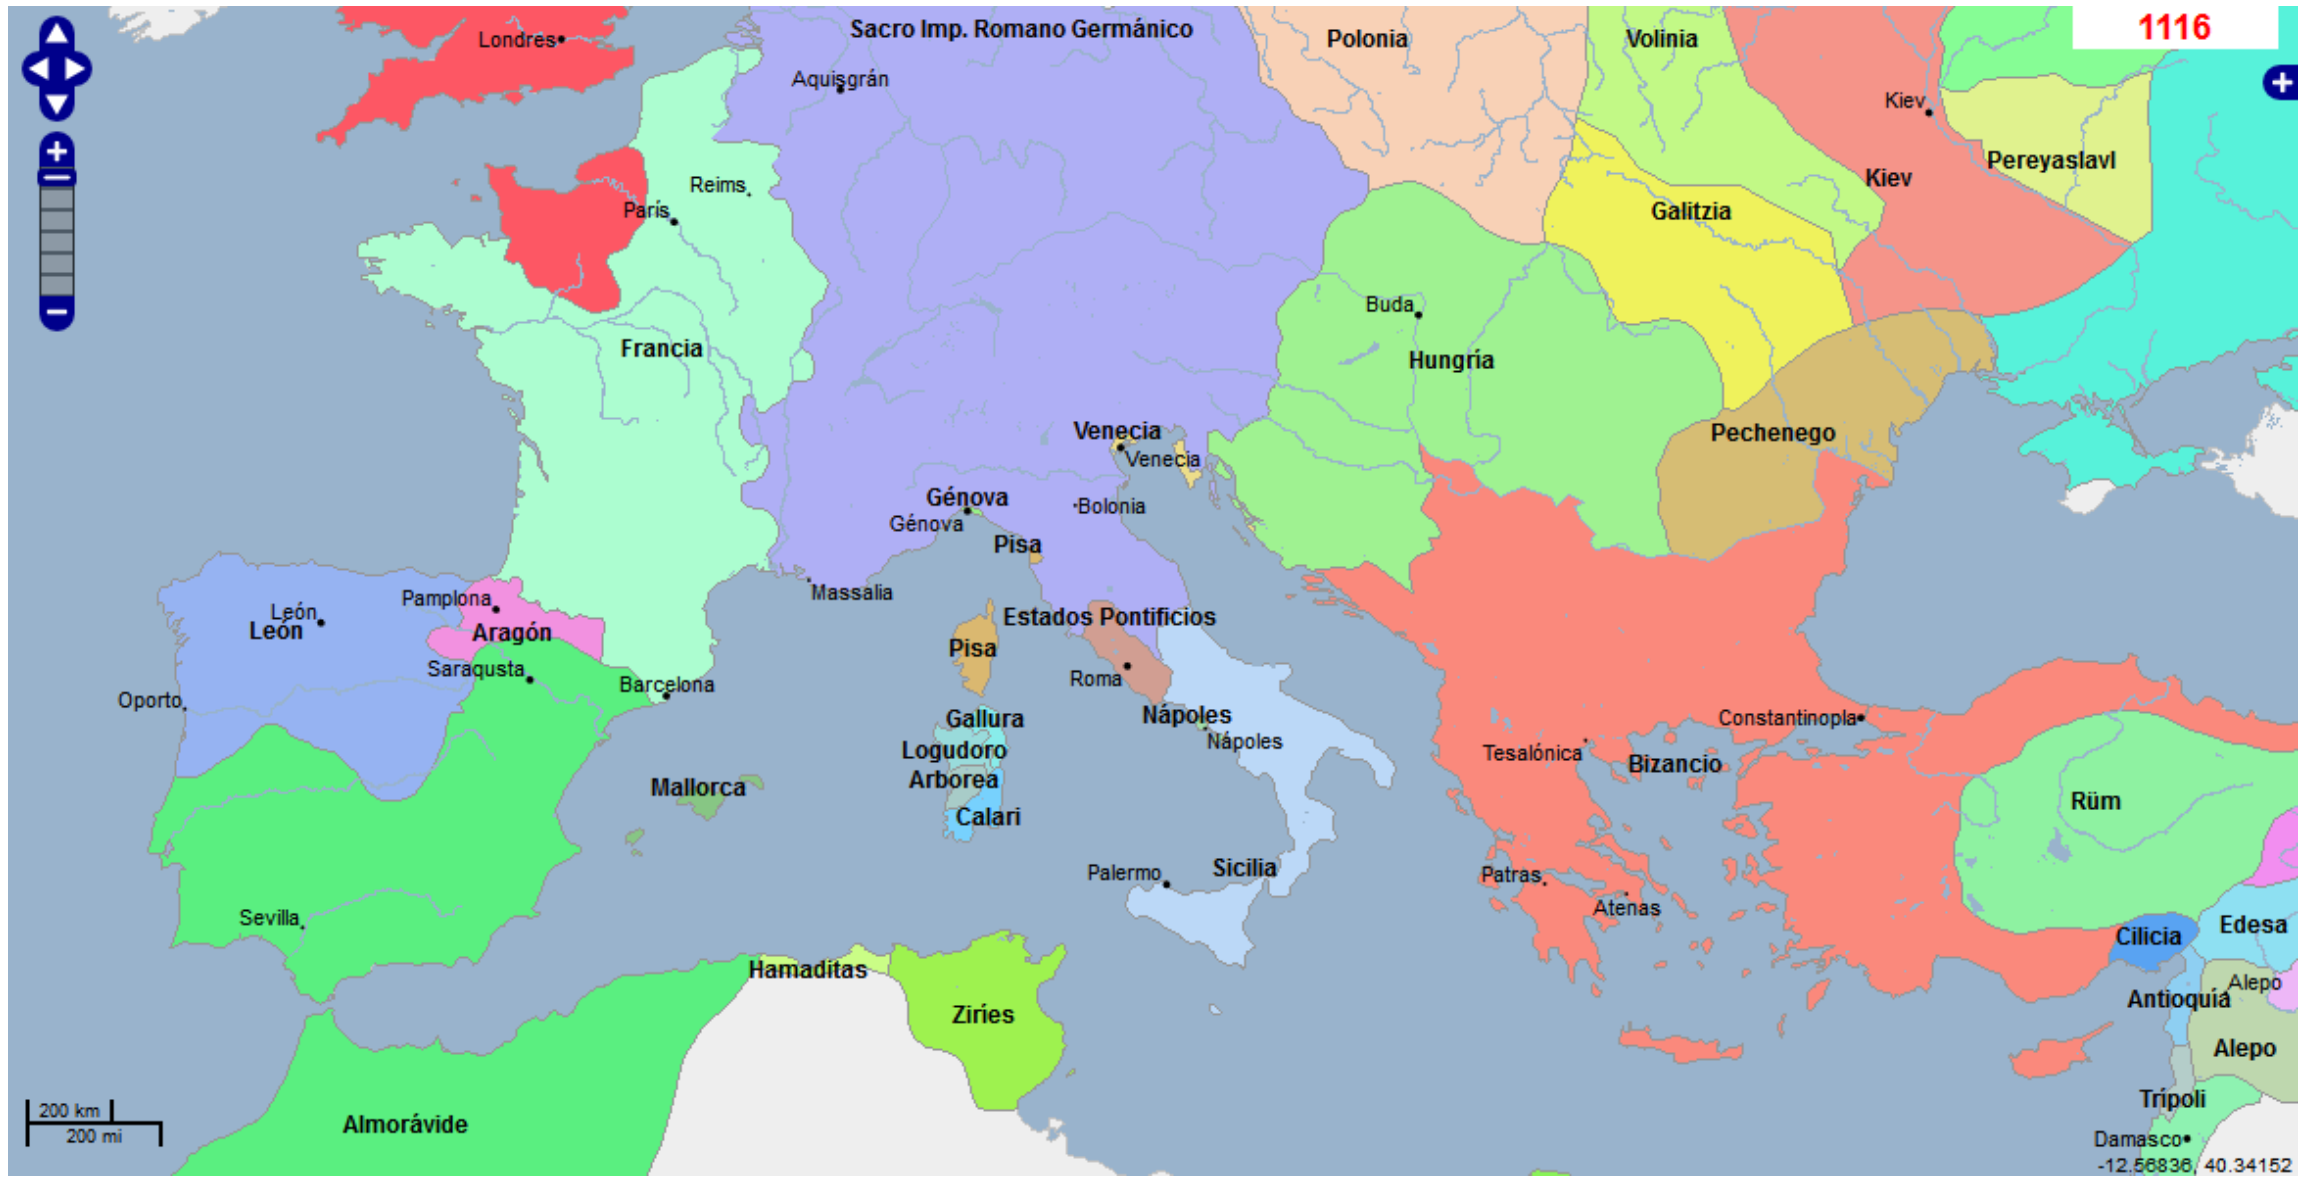 1116
Sacro Imp. Romano Germánico
Polonia
Volinia
Londres
Aquisgrán
Kiev
Pereyaslavl
Kiev
Reims
París
Galitzia
Buda
Hungría
Francia
Venecia
Venecia
Pechenego
Génova
Génova
Bolonia
Pisa
Massalia
Pamplona
León
León
Aragón
Estados Pontificios
Pisa
Saraqusta
Roma
Barcelona
Oporto
Gallura
Nápoles
Nápoles
Constantinopla
Logudoro
Tesalónica
Bizancio
Arborea
Mallorca
Rüm
Calari
Palermo
Sicilia
Patras
Atenas
Sevilla
Edesa
Cilicia
Hamaditas
Alepo
Antioquía
Ziríes
Alepo
Trípoli
200 km
200 mi
Almorávide
Damasco
-12.56836, 40.34152